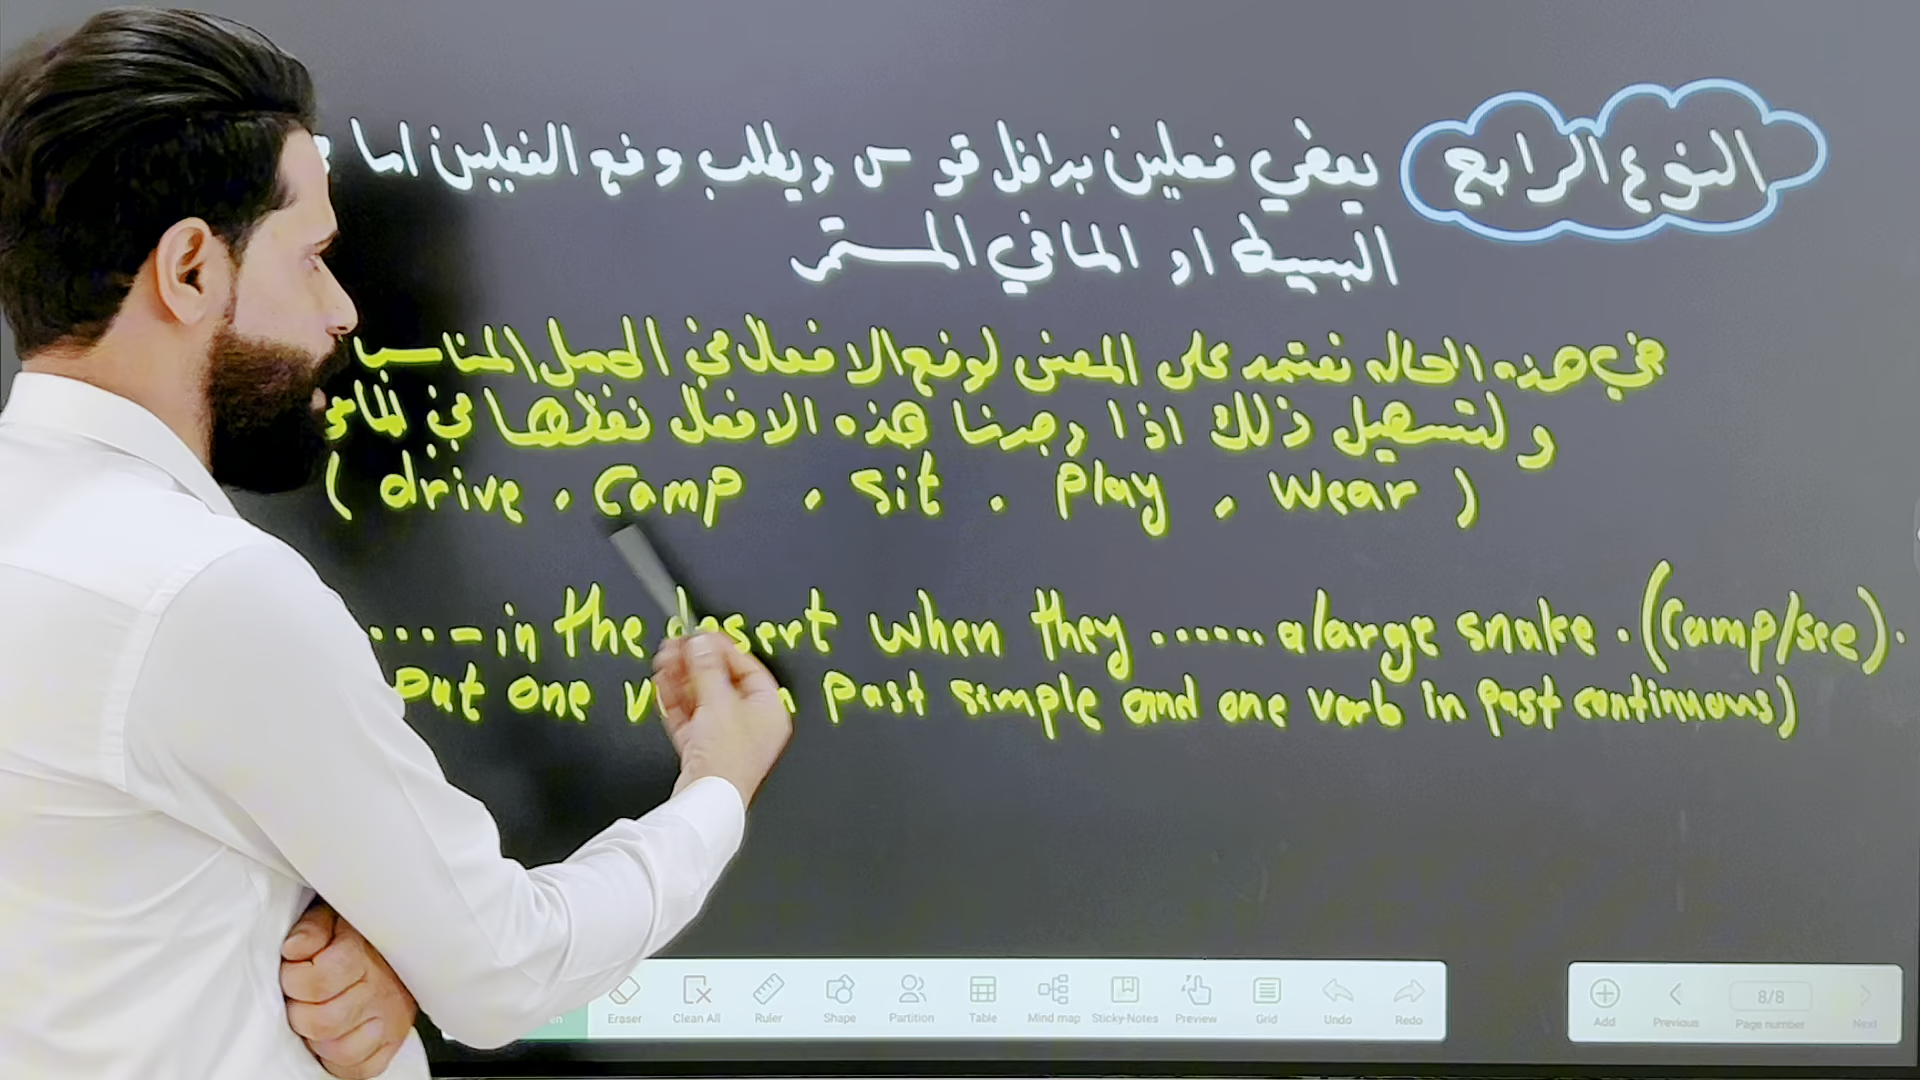 النوع الرابع
يعطي فعلين بداخل قوس ويطلب وضع الفعلين اما
البسيط او الماضي المستمر
في هذه الحاله نعتمد على المعنى لوضع الافعال في الجمل المناسب
ولتسهيل ذلك اذا وجدنا هذه الافعال نضعها في
( drive , Camp , Sit , Play , Wear )
...- in the desert when they ...... a large snake . (Camp/see).
Put one in past simple and one verb in past continuous)
Eraser Clean All Ruler Shape Partition Table Mind map Sticky-Notes Preview Grid Undo Redo
Add Previous 8/8 Page number Next